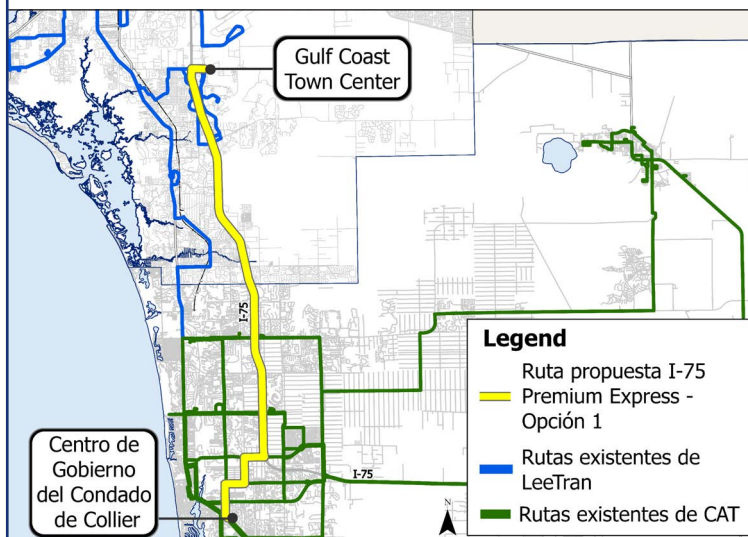 Gulf Coast
Town Center
I-75
Legend
Ruta propuesta I-75
Premium Express -
Opción 1
Centro de
Gobierno
del Condado
de Collier
I-75
Rutas existentes de
LeeTran
Rutas existentes de CAT
N